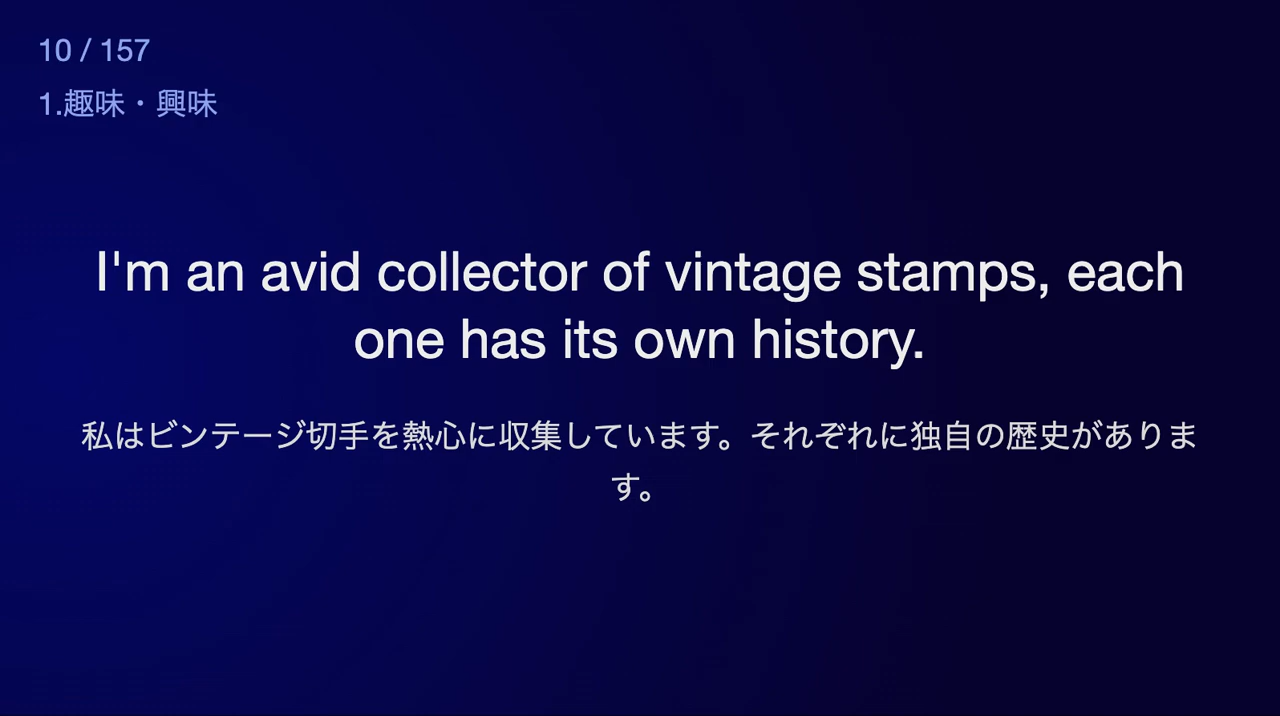 10 / 157
1.趣味・興味
I'm an avid collector of vintage stamps, each
one has its own history.
私はビンテージ切手を熱心に収集しています。それぞれに独自の歴史がありま
す。